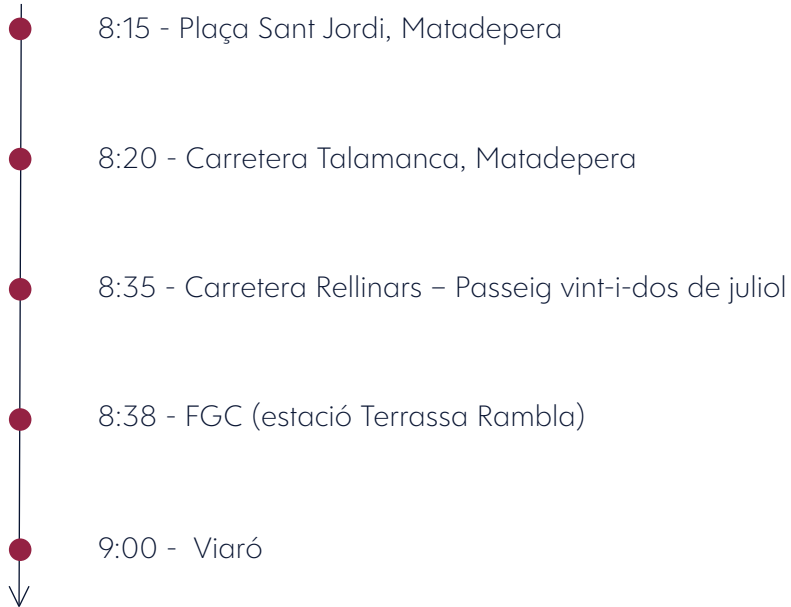 8:15 - Plaça Sant Jordi, Matadepera
8:20 - Carretera Talamanca, Matadepera
8:35 - Carretera Rellinars – Passeig vint-i-dos de juliol
8:38 - FGC (estació Terrassa Rambla)
9:00 -  Viaró